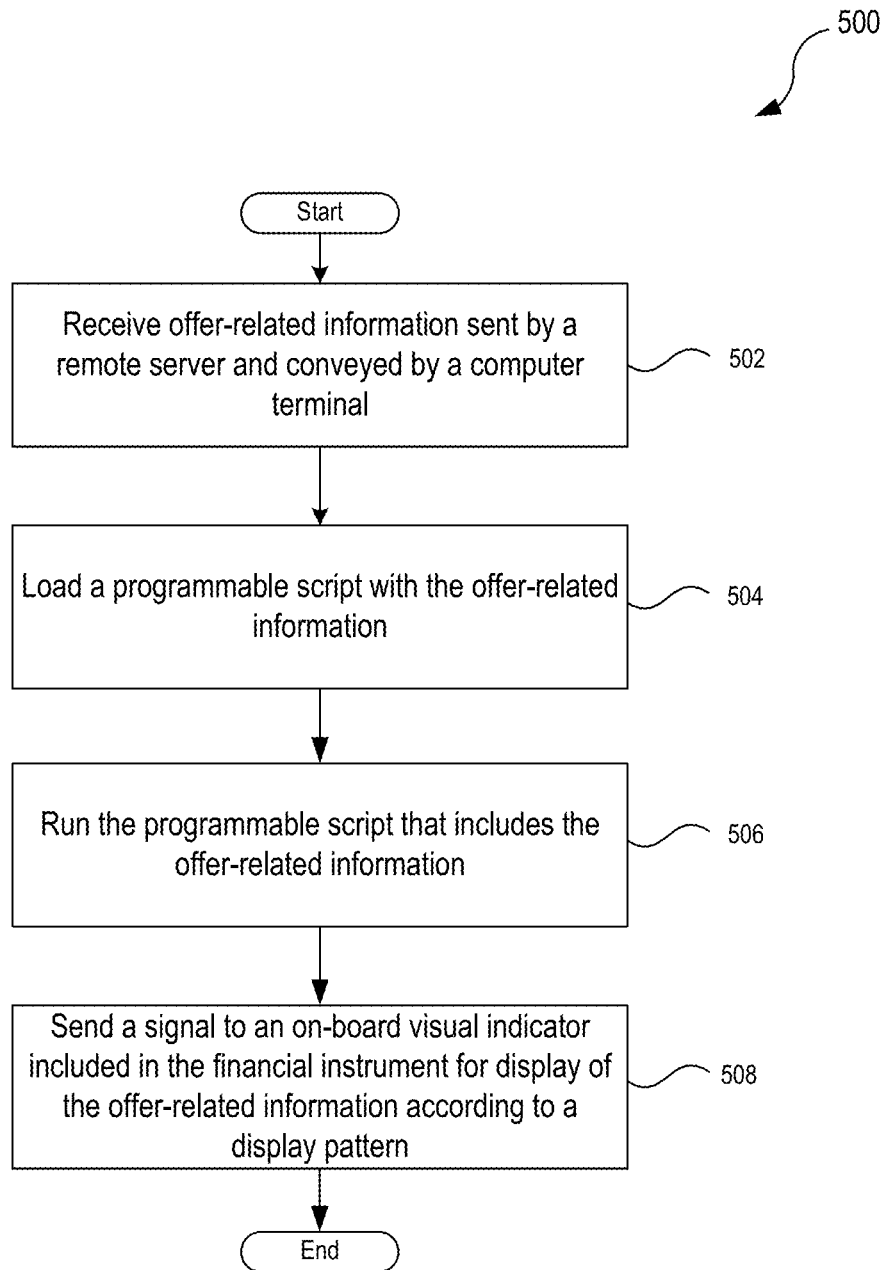 500
Start
Receive offer-related information sent by a
remote server and conveyed by a computer
terminal
502
Load a programmable script with the offer-related
information
504
Run the programmable script that includes the
offer-related information
506
Send a signal to an on-board visual indicator
included in the financial instrument for display of
the offer-related information according to a
display pattern
508
End